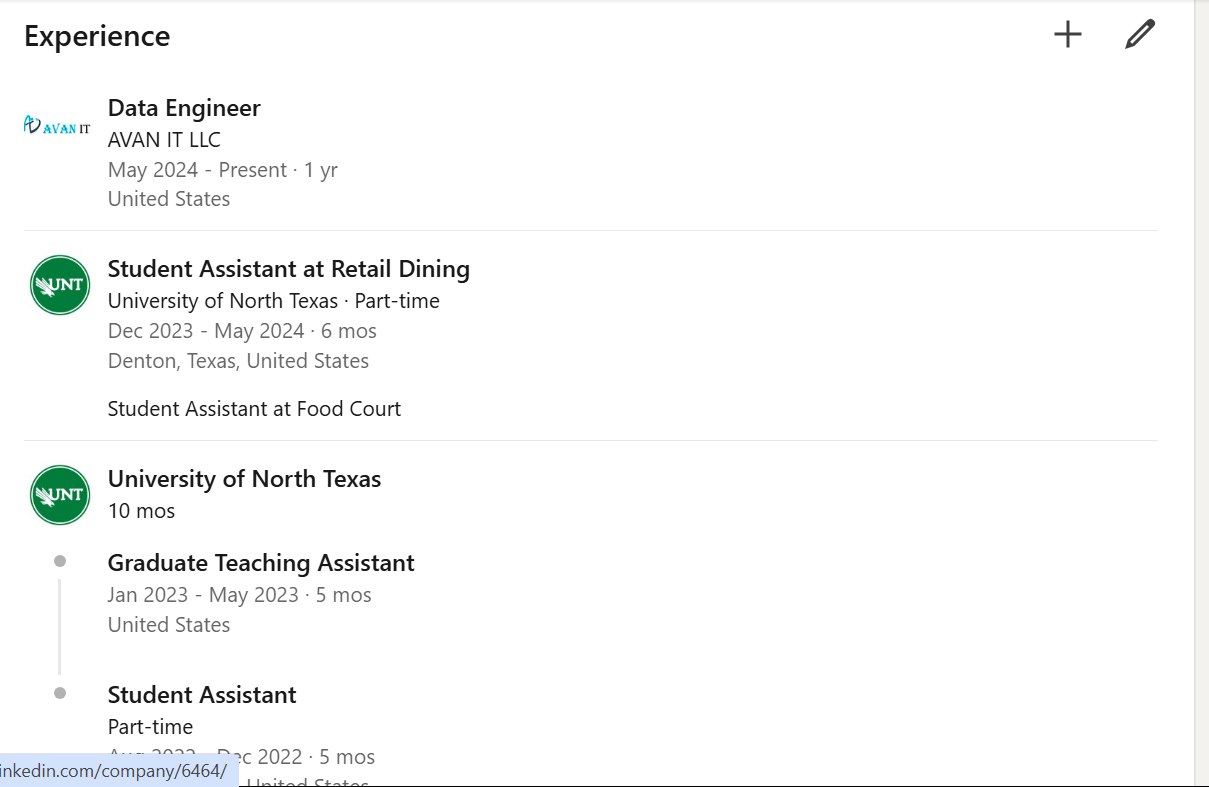 Experience
Data Engineer
AVAN IT
AVAN IT LLC
May 2024 - Present · 1 yr
United States
UNT
Student Assistant at Retail Dining
University of North Texas · Part-time
Dec 2023 - May 2024 · 6 mos
Denton, Texas, United States
Student Assistant at Food Court
UNT
University of North Texas
10 mos
Graduate Teaching Assistant
Jan 2023 - May 2023 · 5 mos
United States
Student Assistant
Part-time
Aug 2022 - Dec 2022 · 5 mos
inkedin.com/company/6464/
United States